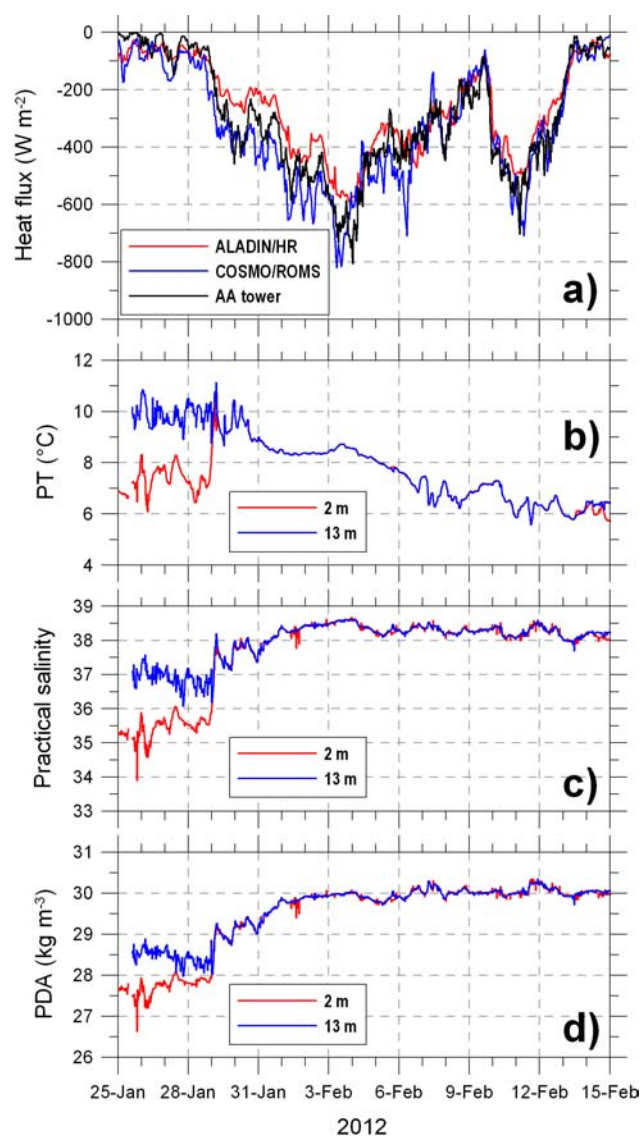 0
-200
-400
-600
-800
-1000
Heat flux (W m⁻²)
ALADIN/HR
COSMO/ROMS
AA tower
a)
12
10
8
6
4
PT (°C)
2 m
13 m
b)
39
38
37
36
35
34
33
Practical salinity
2 m
13 m
c)
31
30
29
28
27
26
PDA (kg m⁻³)
2 m
13 m
d)
25-Jan 28-Jan 31-Jan 3-Feb 6-Feb 9-Feb 12-Feb 15-Feb
2012